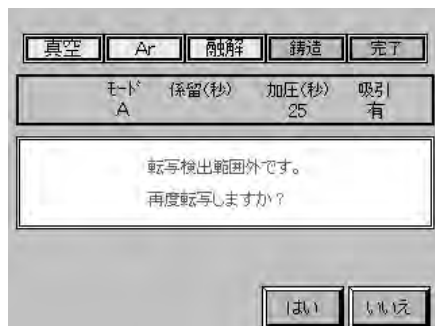 真空 Ar 融解 鋳造 完了
ﾓｰﾄﾞ 係留(秒) 加圧(秒) 吸引
A 25 有
転写検出範囲外です。
再度転写しますか？
はい いいえ